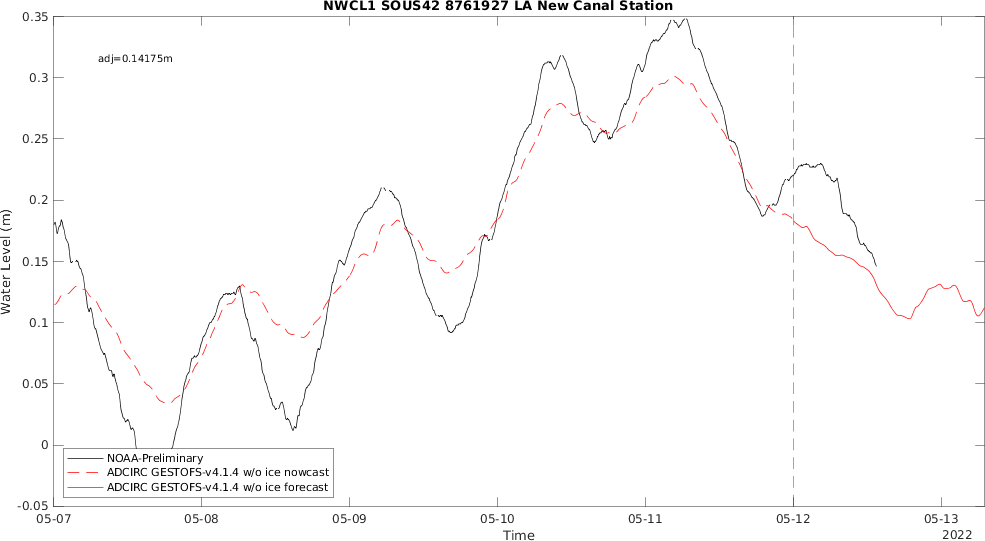 NWCL1 SOUS42 8761927 LA New Canal Station
adj=0.14175m
0.35
0.3
0.25
0.2
0.15
0.1
0.05
0
-0.05
Water Level (m)
NOAA-Preliminary
ADCIRC GESTOFS-v4.1.4 w/o ice nowcast
ADCIRC GESTOFS-v4.1.4 w/o ice forecast
05-07 05-08 05-09 05-10 05-11 05-12 05-13
Time
2022